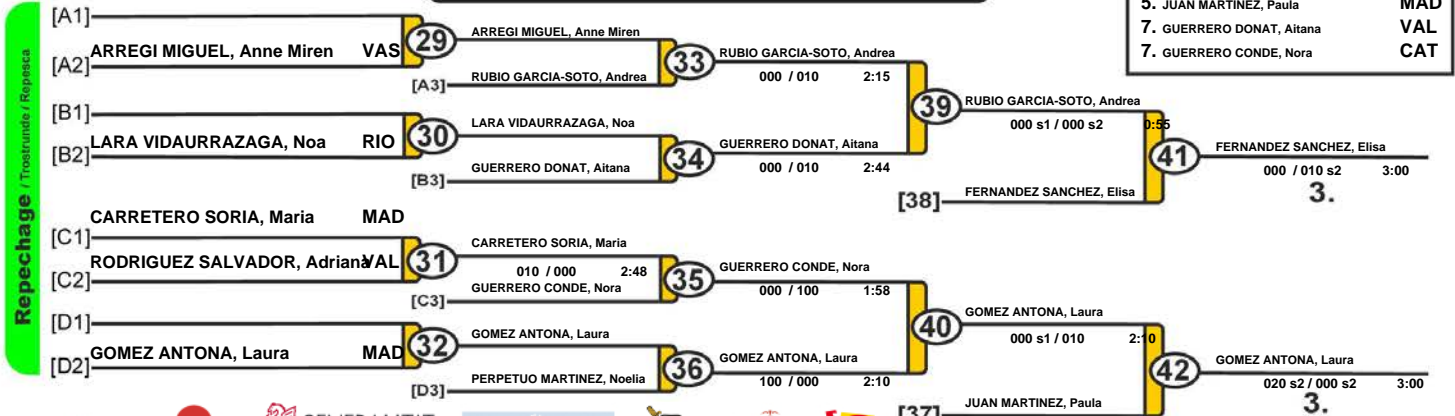 5. JUAN MARTINEZ, Paula MAD
7. GUERRERO DONAT, Aitana VAL
7. GUERRERO CONDE, Nora CAT
Repechage / Trostrunde / Repesca
[A1]
ARREGI MIGUEL, Anne Miren VAS
[A2]
29
ARREGI MIGUEL, Anne Miren
RUBIO GARCIA-SOTO, Andrea
[A3]
33
RUBIO GARCIA-SOTO, Andrea
000 / 010 2:15
[B1]
LARA VIDAURRAZAGA, Noa RIO
[B2]
30
LARA VIDAURRAZAGA, Noa
GUERRERO DONAT, Aitana
[B3]
34
GUERRERO DONAT, Aitana
000 / 010 2:44
39
RUBIO GARCIA-SOTO, Andrea
000 s1 / 000 s2 0:55
[38]
FERNANDEZ SANCHEZ, Elisa
41
FERNANDEZ SANCHEZ, Elisa
000 / 010 s2 3:00
3.
CARRETERO SORIA, Maria MAD
[C1]
RODRIGUEZ SALVADOR, Adriana VAL
[C2]
31
CARRETERO SORIA, Maria
010 / 000 2:48
GUERRERO CONDE, Nora
[C3]
35
GUERRERO CONDE, Nora
000 / 100 1:58
[D1]
GOMEZ ANTONA, Laura MAD
[D2]
32
GOMEZ ANTONA, Laura
PERPETUO MARTINEZ, Noelia
[D3]
36
GOMEZ ANTONA, Laura
100 / 000 2:10
40
GOMEZ ANTONA, Laura
000 s1 / 010 2:10
JUAN MARTINEZ, Paula
[37]
42
GOMEZ ANTONA, Laura
020 s2 / 000 s2 3:00
3.